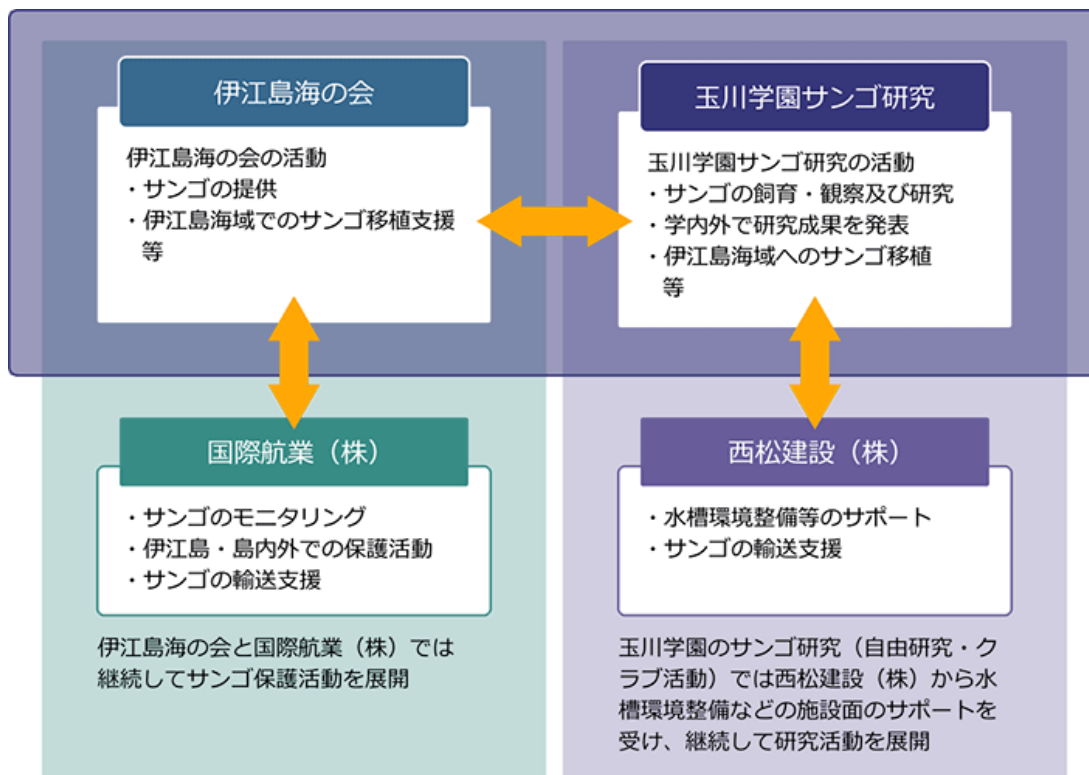 伊江島海の会
伊江島海の会の活動
・サンゴの提供
・伊江島海域でのサンゴ移植支援
等
玉川学園サンゴ研究
玉川学園サンゴ研究の活動
・サンゴの飼育・観察及び研究
・学内外で研究成果を発表
・伊江島海域へのサンゴ移植
等
国際航業（株）
・サンゴのモニタリング
・伊江島・島内外での保護活動
・サンゴの輸送支援
伊江島海の会と国際航業（株）では
継続してサンゴ保護活動を展開
西松建設（株）
・水槽環境整備等のサポート
・サンゴの輸送支援
玉川学園のサンゴ研究（自由研究・ク
ラブ活動）では西松建設（株）から水
槽環境整備などの施設面のサポートを
受け、継続して研究活動を展開